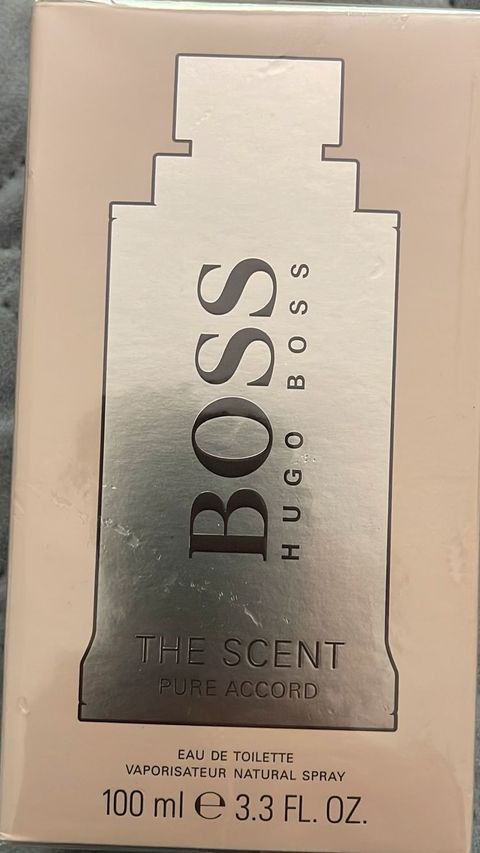 BOSS
HUGO BOSS
THE SCENT
PURE ACCORD
EAU DE TOILETTE
VAPORISATEUR NATURAL SPRAY
100 ml ℮ 3.3 FL. OZ.